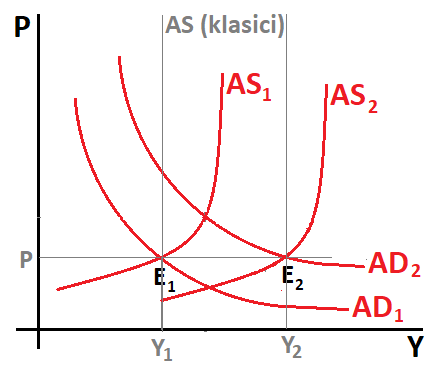 P
AS (klasici)
AS1
AS2
P
E1
E2
AD2
AD1
Y1
Y2
Y